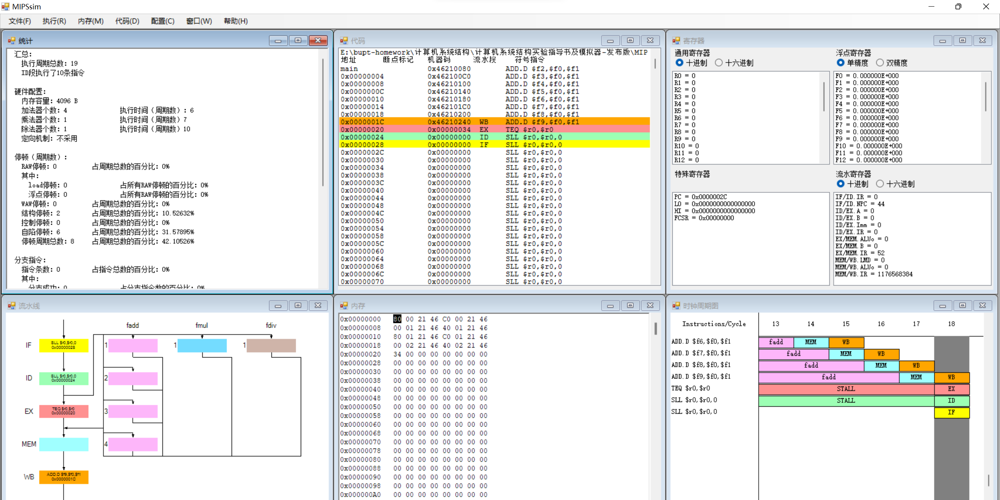 MIPSsim
文件(F) 执行(R) 内存(M) 代码(D) 配置(C) 窗口(W) 帮助(H)
统计
汇总:
执行周期总数: 19
ID段执行了10条指令
硬件配置:
内存容量: 4096 B
加法器个数: 4 执行时间（周期数）: 6
乘法器个数: 1 执行时间（周期数）7
除法器个数: 1 执行时间（周期数）10
定向机制: 不采用
停顿（周期数）:
RAW停顿: 0 占周期总数的百分比: 0%
其中:
load停顿: 0 占所有RAW停顿的百分比: 0%
浮点停顿: 0 占所有RAW停顿的百分比: 0%
WAW停顿: 0 占周期总数的百分比: 0%
结构停顿: 2 占周期总数的百分比: 10.52632%
控制停顿: 0 占周期总数的百分比: 0%
自陷停顿: 6 占周期总数的百分比: 31.57895%
停顿周期总数: 8 占周期总数的百分比: 42.10526%
分支指令:
指令条数: 0 占指令总数的百分比: 0%
其中:
分支成功: 0 占分支指令数的百分比: 0%
代码
E:\bupt-homework\计算机系统结构\计算机系统结构实验指导书及模拟器-发布版\MIP
地址 断点标记 机器码 流水段 符号指令
main 0x46210080 ADD.D $f2,$f0,$f1
0x00000004 0x462100C0 ADD.D $f3,$f0,$f1
0x00000008 0x46210100 ADD.D $f4,$f0,$f1
0x0000000C 0x46210140 ADD.D $f5,$f0,$f1
0x00000010 0x46210180 ADD.D $f6,$f0,$f1
0x00000014 0x462101C0 ADD.D $f7,$f0,$f1
0x00000018 0x46210200 ADD.D $f8,$f0,$f1
0x0000001C 0x46210240 WB ADD.D $f9,$f0,$f1
0x00000020 0x00000034 EX TEQ $r0,$r0
0x00000024 0x00000000 ID SLL $r0,$r0,0
0x00000028 0x00000000 IF SLL $r0,$r0,0
0x0000002C 0x00000000 SLL $r0,$r0,0
0x00000030 0x00000000 SLL $r0,$r0,0
0x00000034 0x00000000 SLL $r0,$r0,0
0x00000038 0x00000000 SLL $r0,$r0,0
0x0000003C 0x00000000 SLL $r0,$r0,0
0x00000040 0x00000000 SLL $r0,$r0,0
0x00000044 0x00000000 SLL $r0,$r0,0
0x00000048 0x00000000 SLL $r0,$r0,0
0x0000004C 0x00000000 SLL $r0,$r0,0
0x00000050 0x00000000 SLL $r0,$r0,0
0x00000054 0x00000000 SLL $r0,$r0,0
0x00000058 0x00000000 SLL $r0,$r0,0
0x0000005C 0x00000000 SLL $r0,$r0,0
0x00000060 0x00000000 SLL $r0,$r0,0
0x00000064 0x00000000 SLL $r0,$r0,0
0x00000068 0x00000000 SLL $r0,$r0,0
0x0000006C 0x00000000 SLL $r0,$r0,0
0x00000070 0x00000000 SLL $r0,$r0,0
寄存器
通用寄存器
十进制 十六进制
R0 = 0
R1 = 0
R2 = 0
R3 = 0
R4 = 0
R5 = 0
R6 = 0
R7 = 0
R8 = 0
R9 = 0
R10 = 0
R11 = 0
R12 = 0
浮点寄存器
单精度 双精度
F0 = 0.000000E+000
F1 = 0.000000E+000
F2 = 0.000000E+000
F3 = 0.000000E+000
F4 = 0.000000E+000
F5 = 0.000000E+000
F6 = 0.000000E+000
F7 = 0.000000E+000
F8 = 0.000000E+000
F9 = 0.000000E+000
F10 = 0.000000E+000
F11 = 0.000000E+000
F12 = 0.000000E+000
特殊寄存器
PC = 0x0000002C
LO = 0x0000000000000000
HI = 0x0000000000000000
FCSR = 0x00000000
流水寄存器
十进制 十六进制
IF/ID.IR = 0
IF/ID.NPC = 44
ID/EX.A = 0
ID/EX.B = 0
ID/EX.Imm = 0
ID/EX.IR = 0
EX/MEM.ALUo = 0
EX/MEM.B = 0
EX/MEM.IR = 52
MEM/WB.LMD = 0
MEM/WB.ALUo = 0
MEM/WB.IR = 1176568384
流水线
fadd fmul fdiv
IF SLL $r0,$r0,0 0x00000028 1 1 1
ID SLL $r0,$r0,0 0x00000024 2
EX TEQ $r0,$r0 0x00000020 3
MEM 4
WB ADD.D $f9,$f0,$f1 0x0000001C
内存
0x00000000 80 00 21 46 C0 00 21 46
0x00000008 00 01 21 46 40 01 21 46
0x00000010 80 01 21 46 C0 01 21 46
0x00000018 00 02 21 46 40 02 21 46
0x00000020 34 00 00 00 00 00 00 00
0x00000028 00 00 00 00 00 00 00 00
0x00000030 00 00 00 00 00 00 00 00
0x00000038 00 00 00 00 00 00 00 00
0x00000040 00 00 00 00 00 00 00 00
0x00000048 00 00 00 00 00 00 00 00
0x00000050 00 00 00 00 00 00 00 00
0x00000058 00 00 00 00 00 00 00 00
0x00000060 00 00 00 00 00 00 00 00
0x00000068 00 00 00 00 00 00 00 00
0x00000070 00 00 00 00 00 00 00 00
0x00000078 00 00 00 00 00 00 00 00
0x00000080 00 00 00 00 00 00 00 00
0x00000088 00 00 00 00 00 00 00 00
0x00000090 00 00 00 00 00 00 00 00
0x00000098 00 00 00 00 00 00 00 00
0x000000A0 00 00 00 00 00 00 00 00
时钟周期图
Instructions/Cycle 13 14 15 16 17 18
ADD.D $f6,$f0,$f1 fadd MEM WB
ADD.D $f7,$f0,$f1 fadd MEM WB
ADD.D $f8,$f0,$f1 fadd MEM WB
ADD.D $f9,$f0,$f1 fadd MEM WB
TEQ $r0,$r0 STALL EX
SLL $r0,$r0,0 STALL ID
SLL $r0,$r0,0 IF